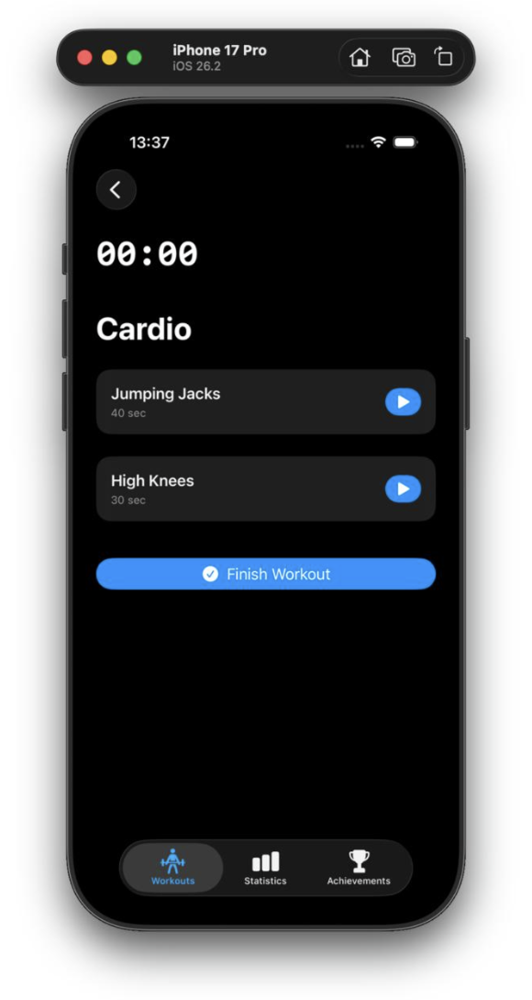 iPhone 17 Pro
iOS 26.2
13:37
00:00
Cardio
Jumping Jacks
40 sec
High Knees
30 sec
Finish Workout
Workouts
Statistics
Achievements